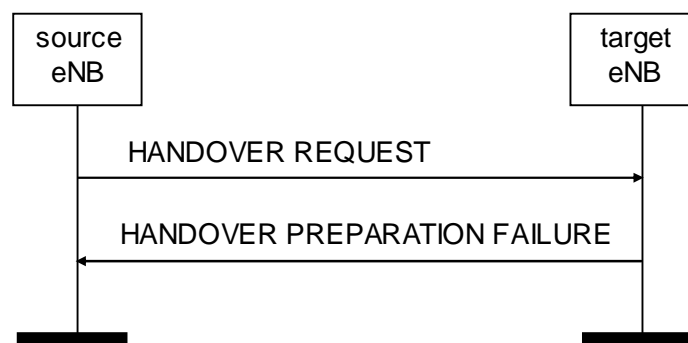 source
eNB
target
eNB
HANDOVER REQUEST
HANDOVER PREPARATION FAILURE